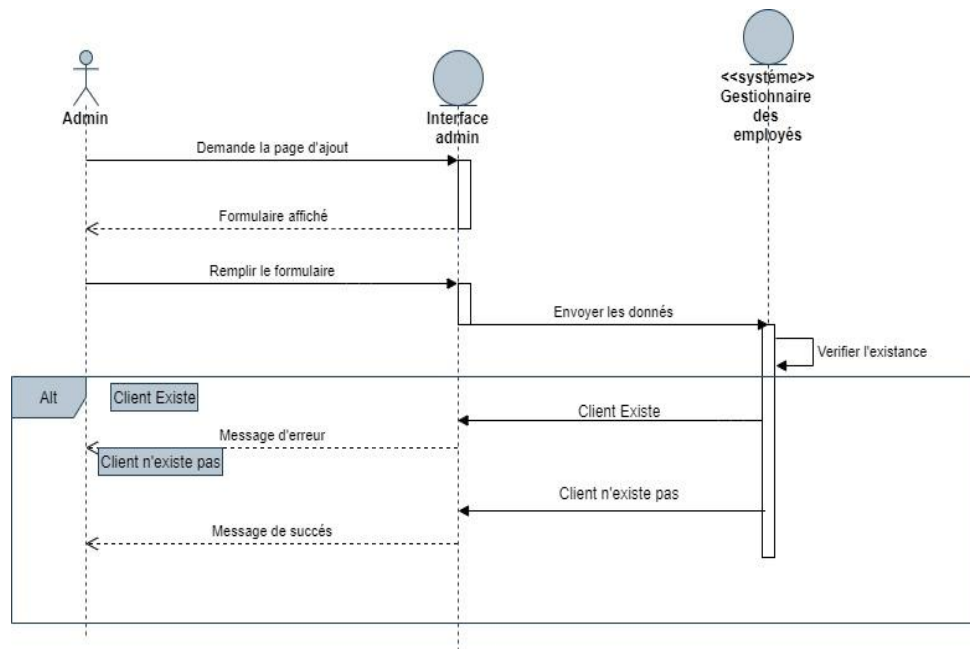 Admin
Interface
admin
<<systéme>>
Gestionnaire
des
employés
Demande la page d'ajout
Formulaire affiché
Remplir le formulaire
Envoyer les donnés
Verifier l'existance
Alt
Client Existe
Client Existe
Message d'erreur
Client n'existe pas
Client n'existe pas
Message de succés